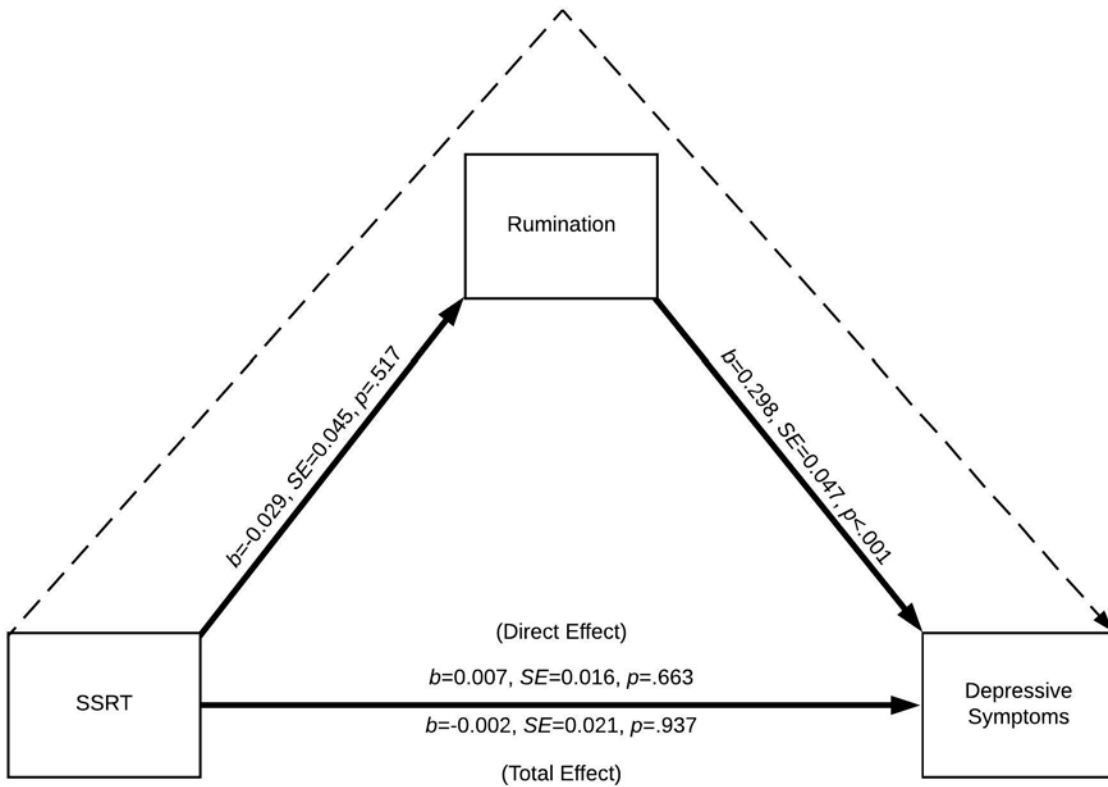 Rumination
b=-0.029, SE=0.045, p=.517
b=0.298, SE=0.047, p<.001
(Direct Effect)
b=0.007, SE=0.016, p=.663
SSRT
Depressive
Symptoms
b=-0.002, SE=0.021, p=.937
(Total Effect)